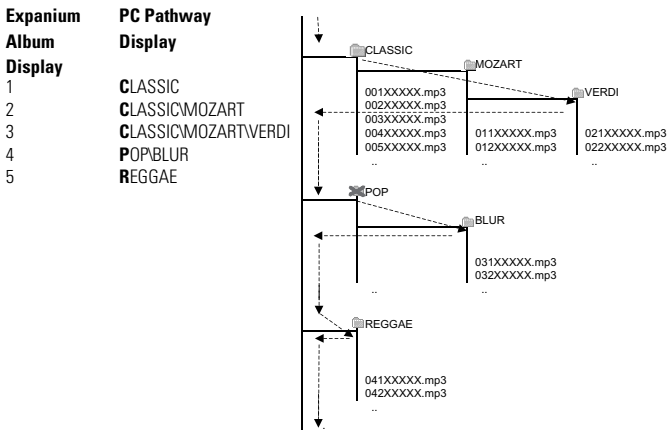 Expanium PC Pathway
Album Display
Display
1 CLASSIC
2 CLASSIC\MOZART
3 CLASSIC\MOZART\VERDI
4 POP\BLUR
5 REGGAE
CLASSIC
MOZART
VERDI
001XXXXX.mp3
002XXXXX.mp3
003XXXXX.mp3
004XXXXX.mp3 011XXXXX.mp3 021XXXXX.mp3
005XXXXX.mp3 012XXXXX.mp3 022XXXXX.mp3
.. .. ..
POP
BLUR
031XXXXX.mp3
032XXXXX.mp3
.. ..
REGGAE
041XXXXX.mp3
042XXXXX.mp3
..